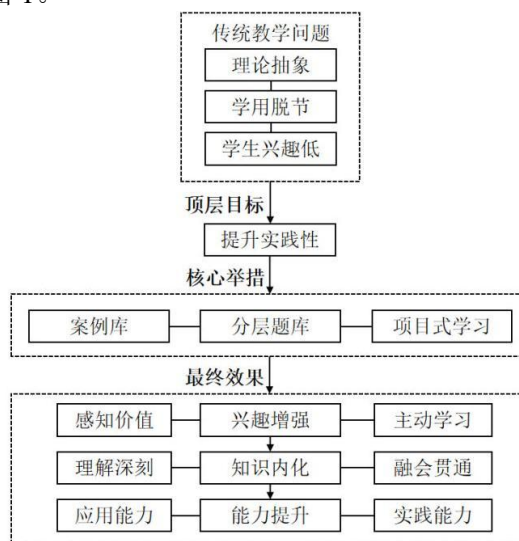 传统教学问题
理论抽象
学用脱节
学生兴趣低
顶层目标
提升实践性
核心举措
案例库 分层题库 项目式学习
最终效果
感知价值 兴趣增强 主动学习
理解深刻 知识内化 融会贯通
应用能力 能力提升 实践能力